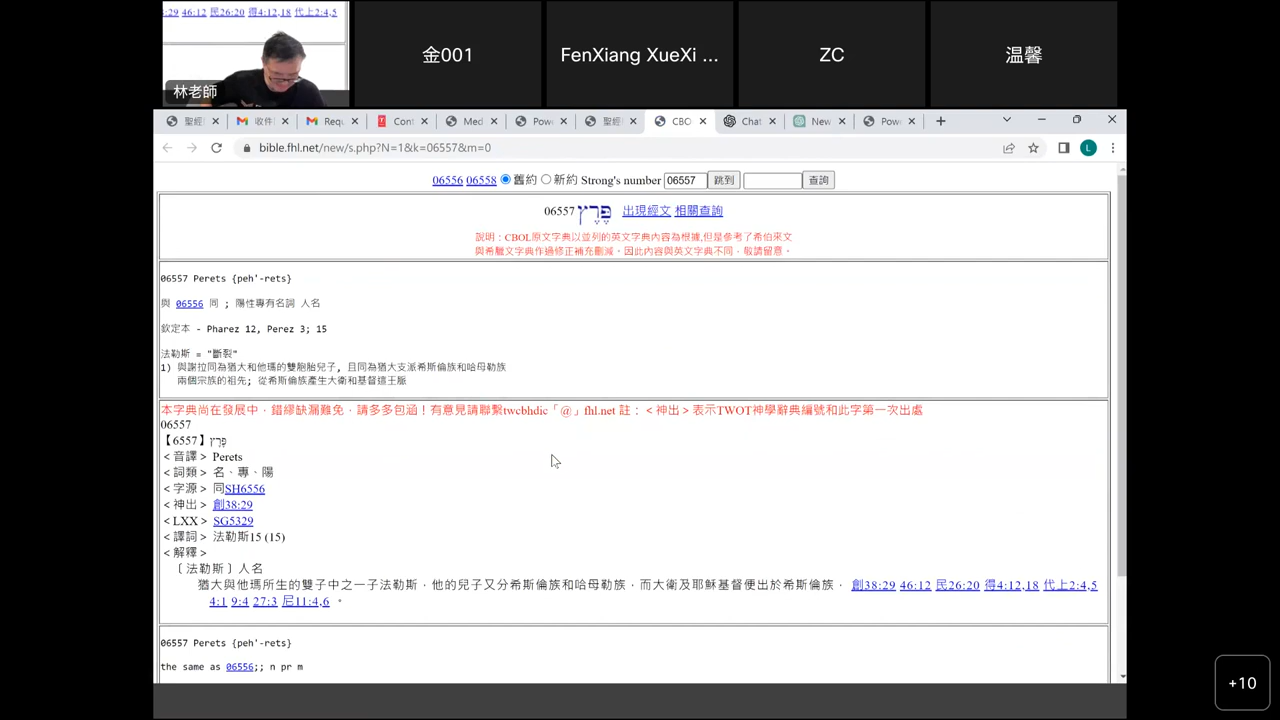 :29 46:12 民26:20 得4:12,18 代上2:4,5
林老師
金001
FenXiang XueXi ...
ZC
温馨
聖經
收件
Requ
Cont
Med
Powe
聖經
CBO
Chat
New
Powe
bible.fhl.net/new/s.php?N=1&k=06557&m=0
L
06556 06558 舊約 新約 Strong's number 06557 跳到 查詢
06557 פֶּרֶץ 出現經文 相關查詢
說明：CBOL原文字典以並列的英文字典內容為根據,但是參考了希伯來文
與希臘文字典作過修正補充刪減。因此內容與英文字典不同，敬請留意。
06557 Perets {peh'-rets}
與 06556 同 ; 陽性專有名詞 人名
欽定本 - Pharez 12, Perez 3; 15
法勒斯 = "斷裂"
1) 與謝拉同為猶大和他瑪的雙胞胎兒子, 且同為猶大支派希斯倫族和哈母勒族
兩個宗族的祖先; 從希斯倫族產生大衛和基督這王脈
本字典尚在發展中，錯繆缺漏難免，請多多包涵！有意見請聯繫twcbhdic「@」fhl.net 註：＜神出＞表示TWOT神學辭典編號和此字第一次出處
06557
【6557】פֶּרֶץ
＜音譯＞ Perets
＜詞類＞ 名、專、陽
＜字源＞ 同SH6556
＜神出＞ 創38:29
＜LXX＞ SG5329
＜譯詞＞ 法勒斯15 (15)
＜解釋＞
〔法勒斯〕人名
猶大與他瑪所生的雙子中之一子法勒斯，他的兒子又分希斯倫族和哈母勒族，而大衛及耶穌基督便出於希斯倫族， 創38:29 46:12 民26:20 得4:12,18 代上2:4,5
4:1 9:4 27:3 尼11:4,6 。
06557 Perets {peh'-rets}
the same as 06556;; n pr m
+10